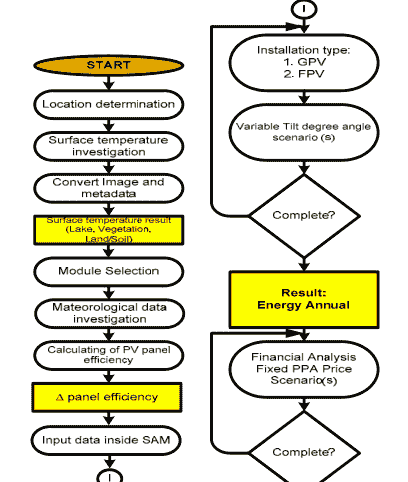 START
Location determination
Surface temperature
investigation
Convert Image and
metadata
Surface temperature result
(Lake, Vegetation,
Land/Soil)
Module Selection
Mateorological data
investigation
Calculating of PV panel
efficiency
Δ panel efficiency
Input data inside SAM
I
I
Installation type:
1. GPV
2. FPV
Variable Tilt degree angle
scenario (s)
Complete?
Result:
Energy Annual
Financial Analysis
Fixed PPA Price
Scenario(s)
Complete?